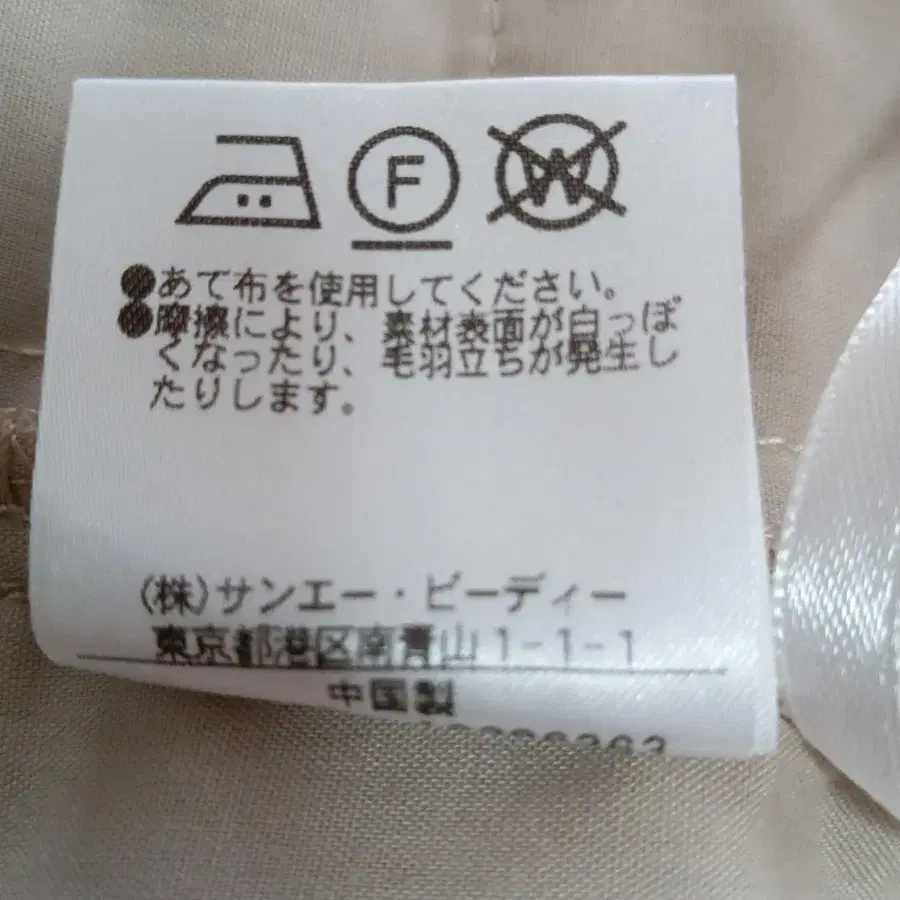 F W
●あて布を使用してください。
●摩擦により、素材表面が白っぽ
くなったり、毛羽立ちが発生し
たりします。
(株)サンエー・ビーディー
東京都港区南青山1-1-1
中国製